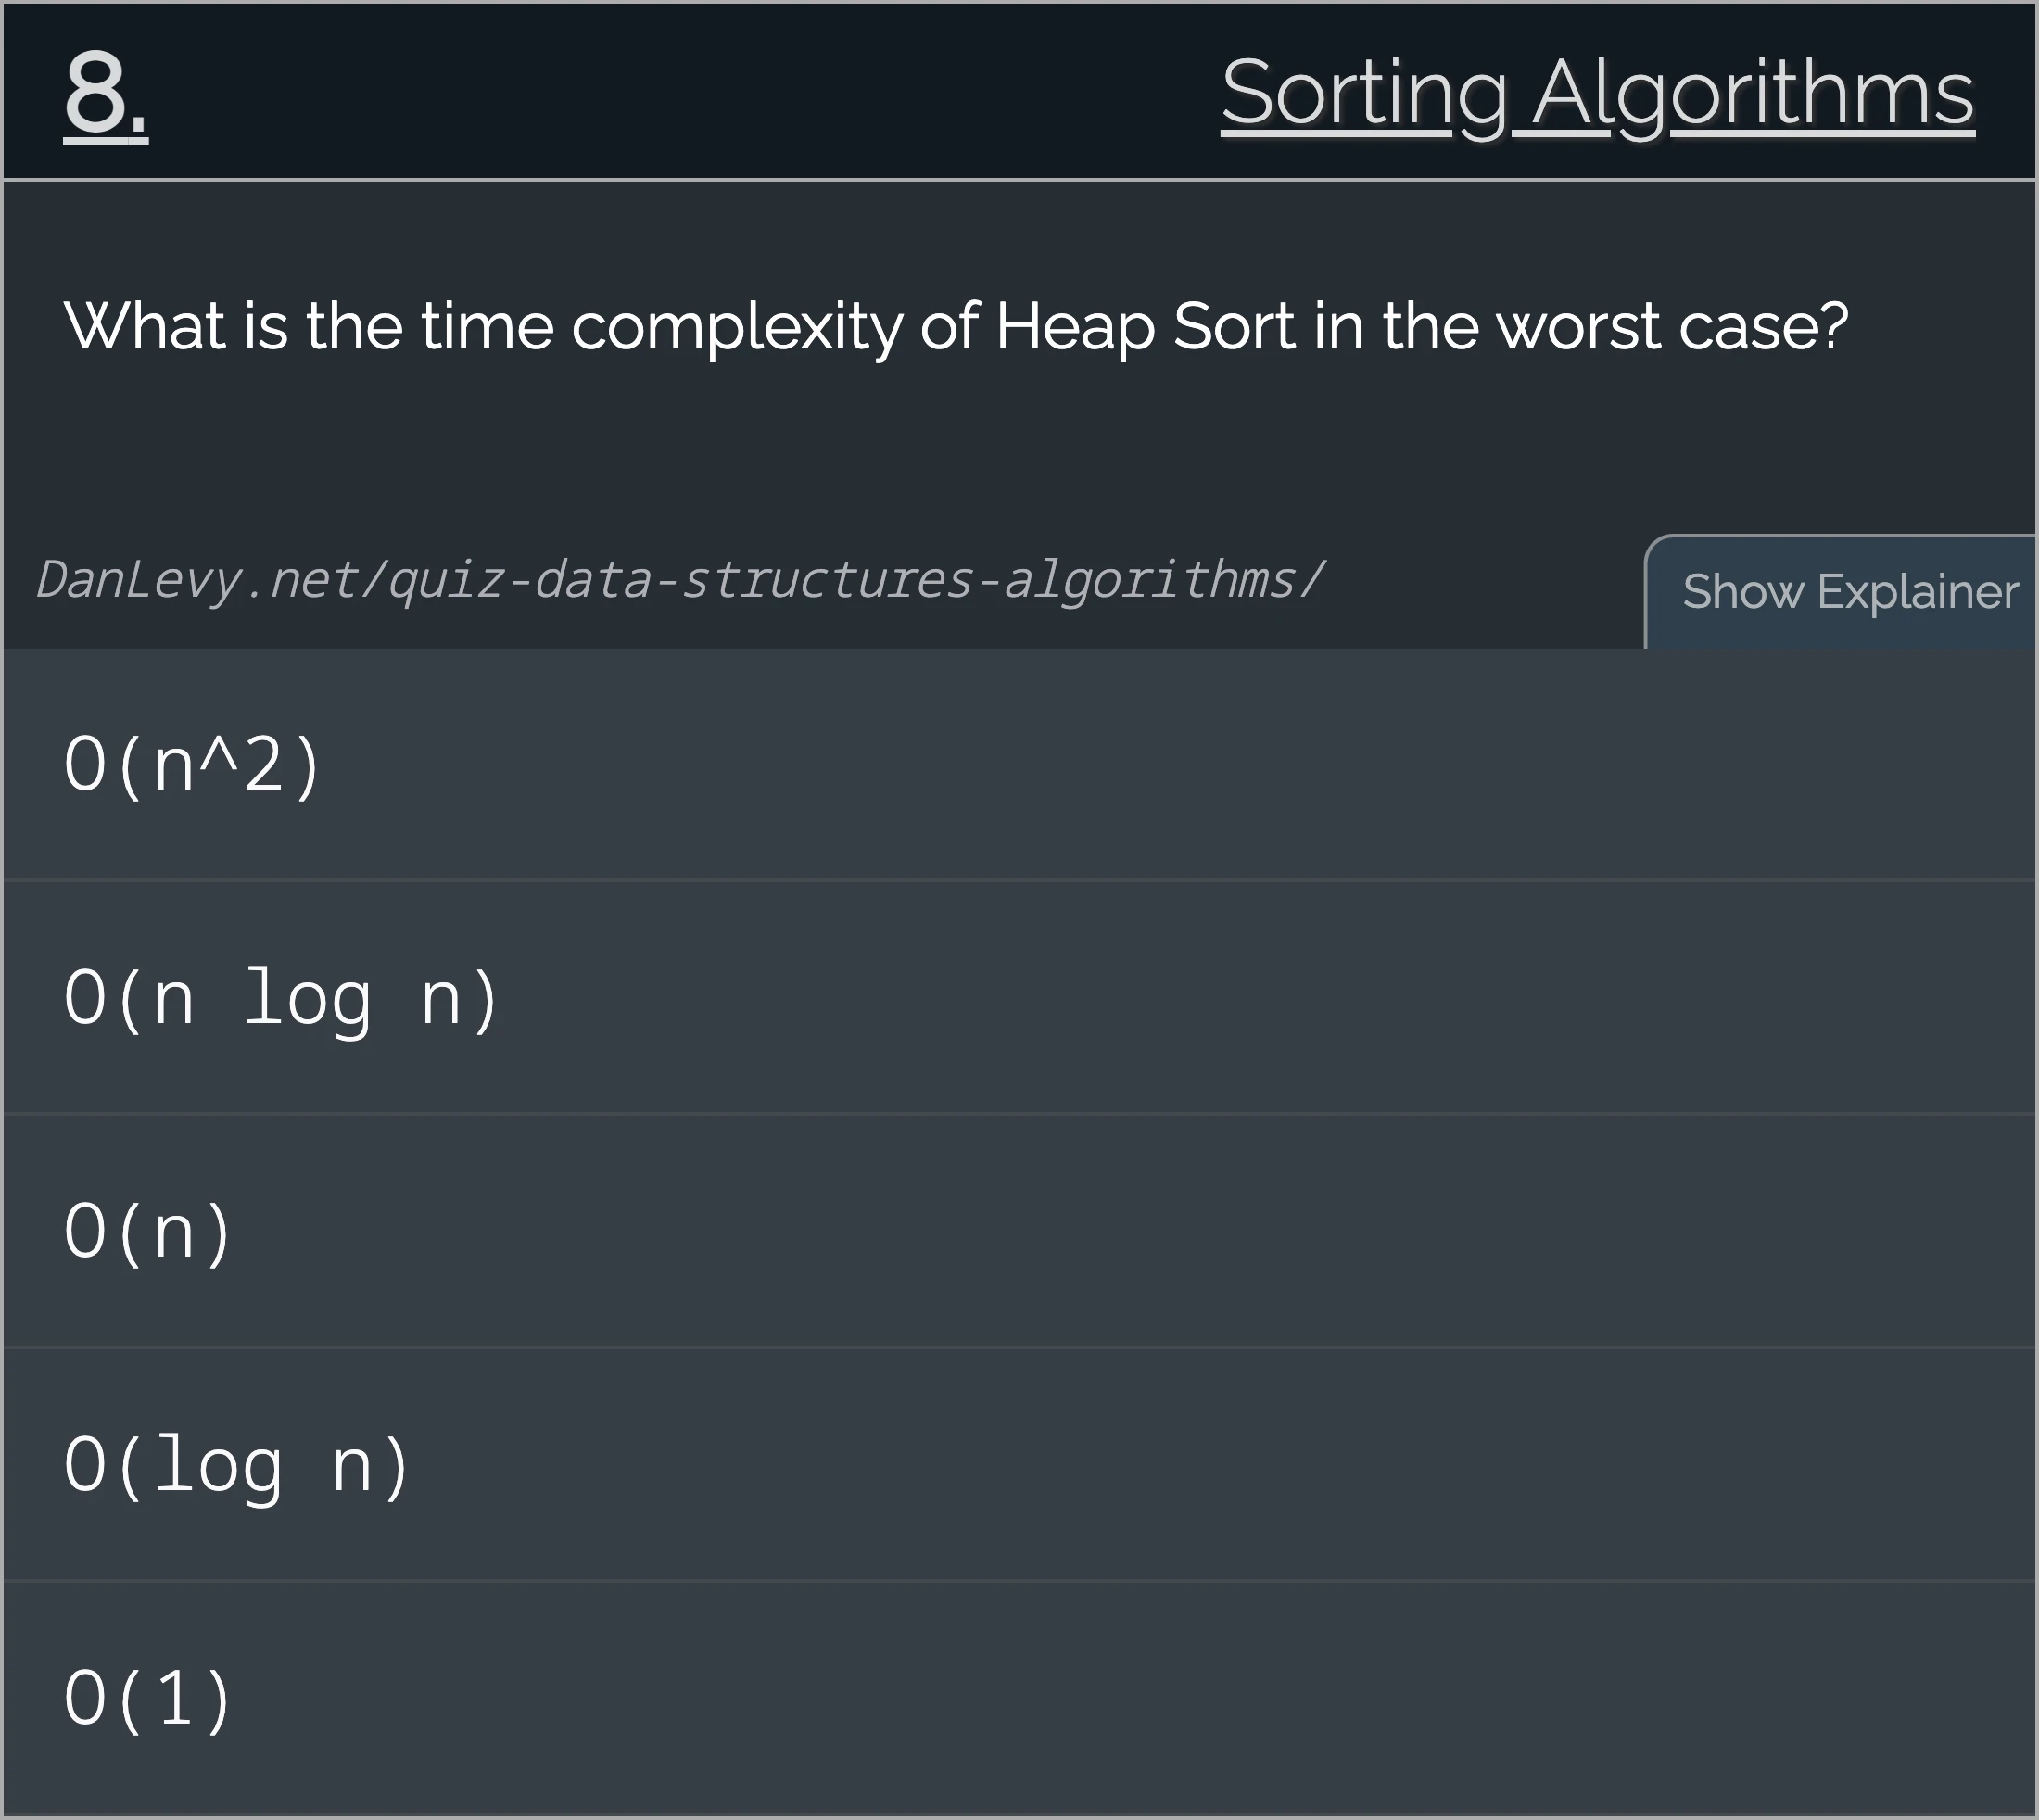 8.
Sorting Algorithms
What is the time complexity of Heap Sort in the worst case?
DanLevy.net/quiz-data-structures-algorithms/
Show Explainer
O(n^2)
O(n log n)
O(n)
O(log n)
O(1)